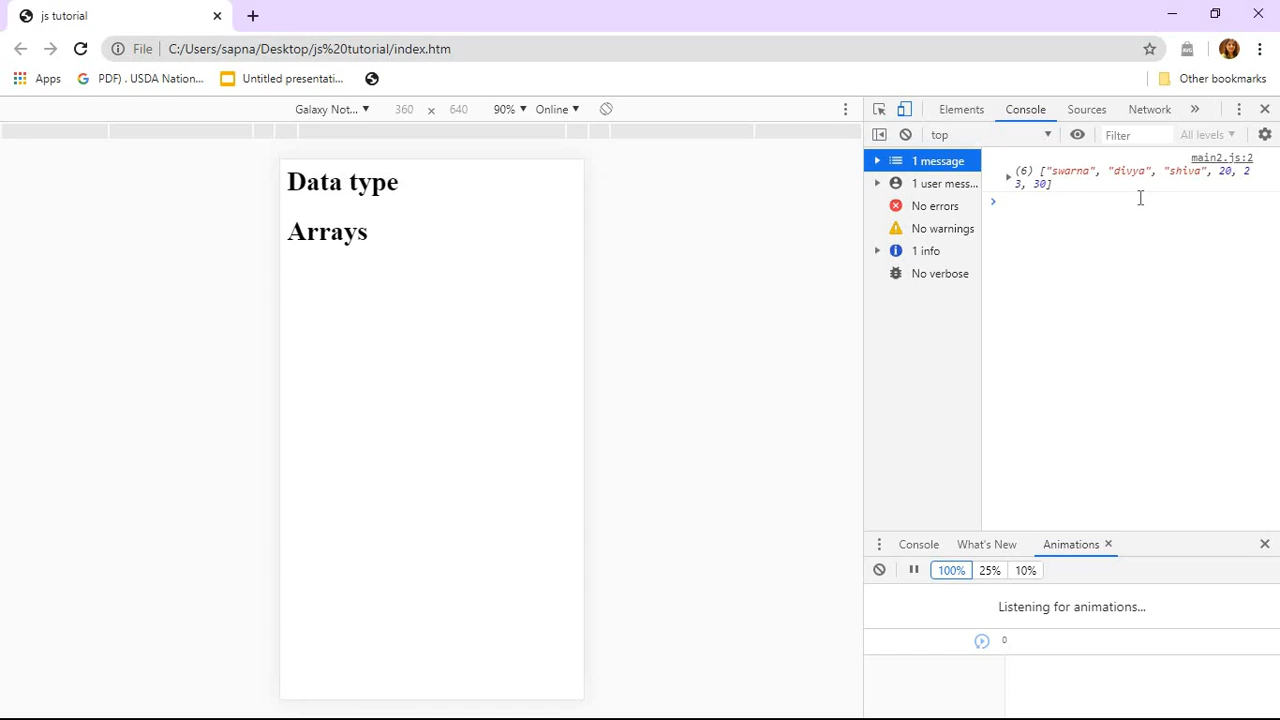 js tutorial
File C:/Users/sapna/Desktop/js%20tutorial/index.htm
Apps PDF) . USDA Nation... Untitled presentati... Other bookmarks
Galaxy Not... 360 x 640 90% Online
Elements Console Sources Network »
top Filter All levels
1 message
1 user mess...
No errors
No warnings
1 info
No verbose
main2.js:2
(6) ["swarna", "divya", "shiva", 20, 2
3, 30]
Data type
Arrays
Console What's New Animations
100% 25% 10%
Listening for animations...
0